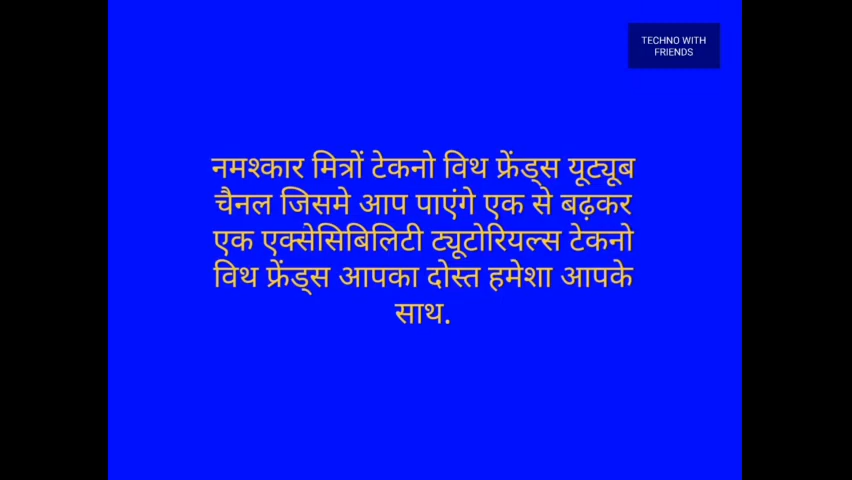 TECHNO WITH
FRIENDS
नमश्कार मित्रों टेकनो विथ फ्रेंड्स यूट्यूब
चैनल जिसमे आप पाएंगे एक से बढ़कर
एक एक्सेसिबिलिटी ट्यूटोरियल्स टेकनो
विथ फ्रेंड्स आपका दोस्त हमेशा आपके
साथ.